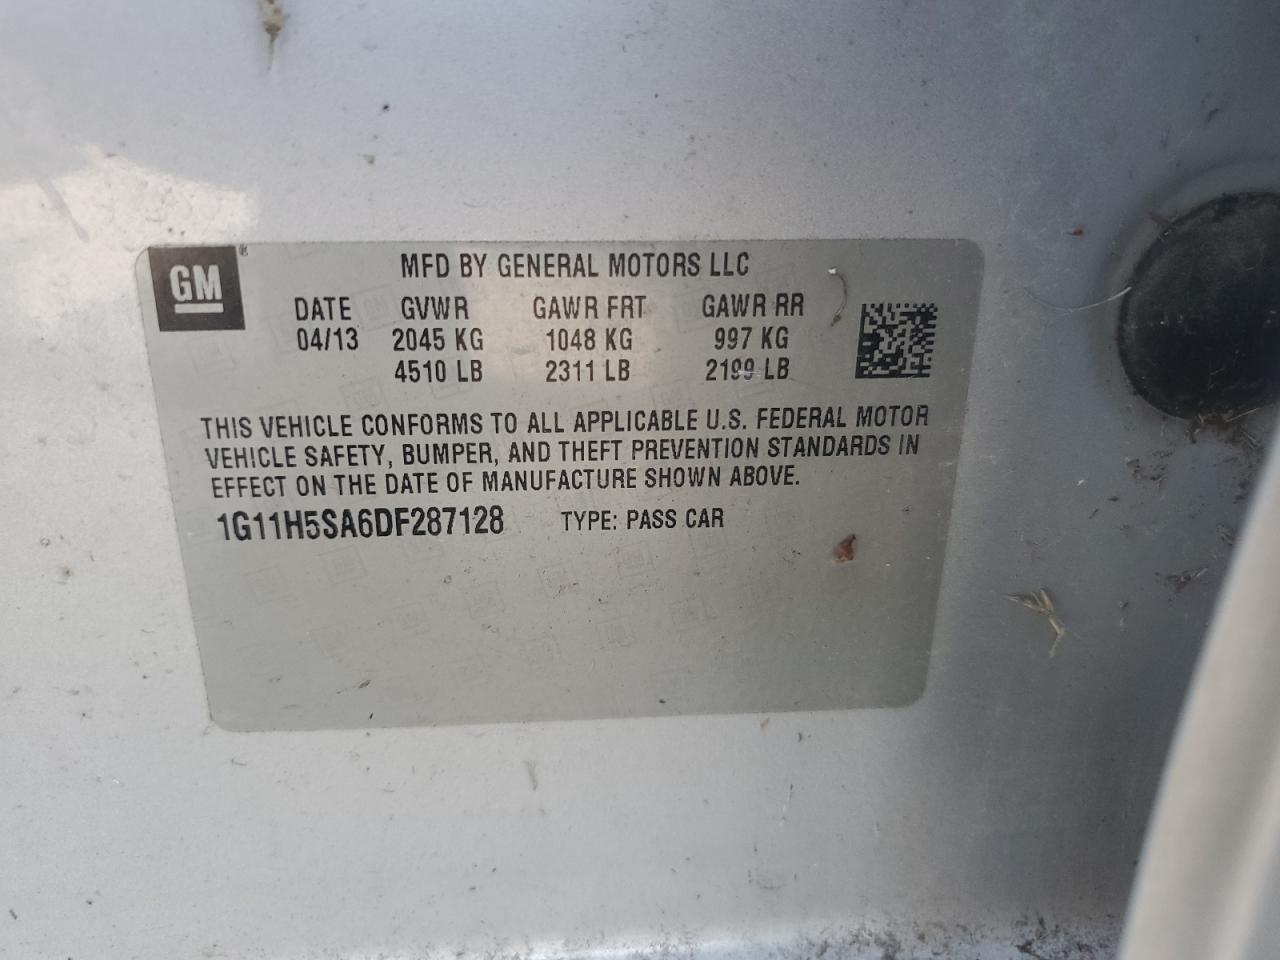 GM ®
MFD BY GENERAL MOTORS LLC
DATE GVWR GAWR FRT GAWR RR
04/13 2045 KG 1048 KG 997 KG
4510 LB 2311 LB 2199 LB
THIS VEHICLE CONFORMS TO ALL APPLICABLE U.S. FEDERAL MOTOR
VEHICLE SAFETY, BUMPER, AND THEFT PREVENTION STANDARDS IN
EFFECT ON THE DATE OF MANUFACTURE SHOWN ABOVE.
1G11H5SA6DF287128 TYPE: PASS CAR